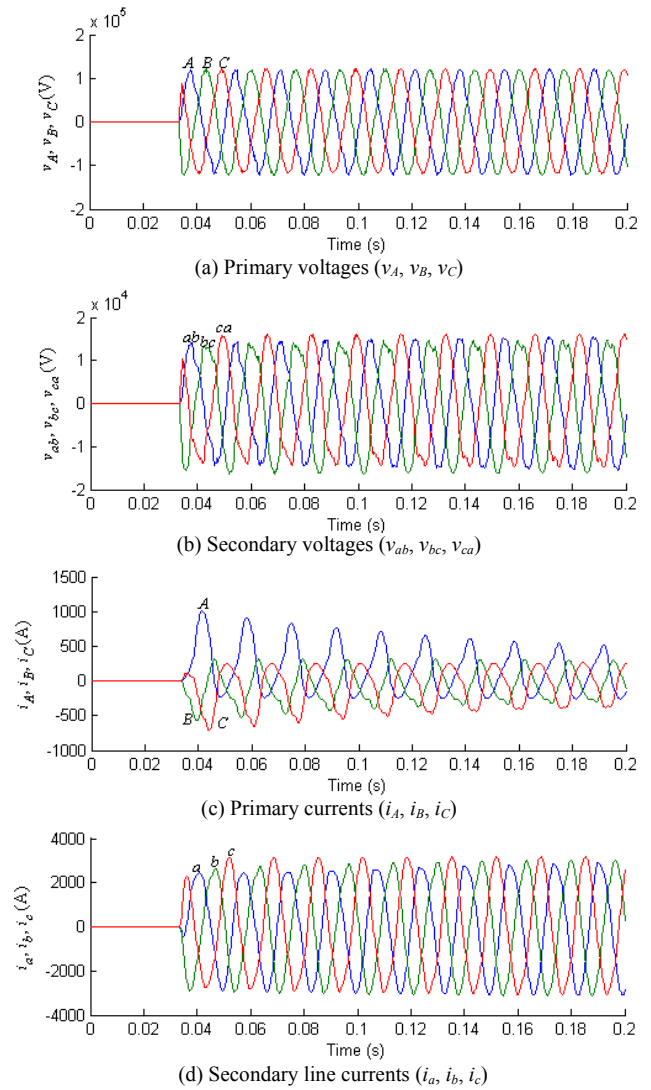 x 10⁵
2
1
0
-1
-2
v_A, v_B, v_C(V)
A B C
0 0.02 0.04 0.06 0.08 0.1 0.12 0.14 0.16 0.18 0.2
Time (s)
(a) Primary voltages (v_A, v_B, v_C)
x 10⁴
2
1
0
-1
-2
v_ab, v_bc, v_ca(V)
ab bc ca
0 0.02 0.04 0.06 0.08 0.1 0.12 0.14 0.16 0.18 0.2
Time (s)
(b) Secondary voltages (v_ab, v_bc, v_ca)
1500
1000
500
0
-500
-1000
i_A, i_B, i_C(A)
A
B C
0 0.02 0.04 0.06 0.08 0.1 0.12 0.14 0.16 0.18 0.2
Time (s)
(c) Primary currents (i_A, i_B, i_C)
4000
2000
0
-2000
-4000
i_a, i_b, i_c(A)
a b c
0 0.02 0.04 0.06 0.08 0.1 0.12 0.14 0.16 0.18 0.2
Time (s)
(d) Secondary line currents (i_a, i_b, i_c)